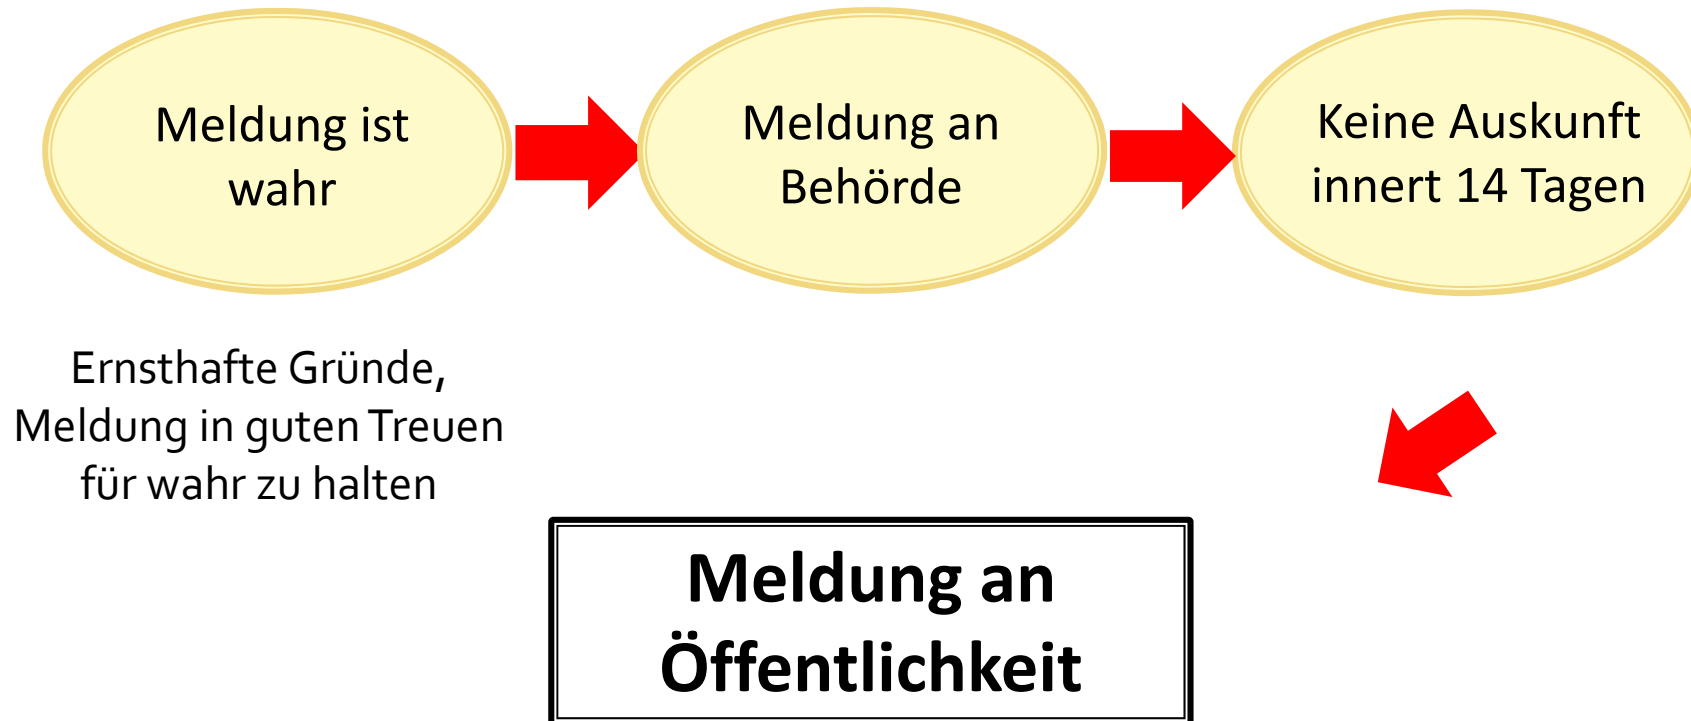 Meldung ist
wahr
Meldung an
Behörde
Keine Auskunft
innert 14 Tagen
Ernsthafte Gründe,
Meldung in guten Treuen
für wahr zu halten
Meldung an
Öffentlichkeit